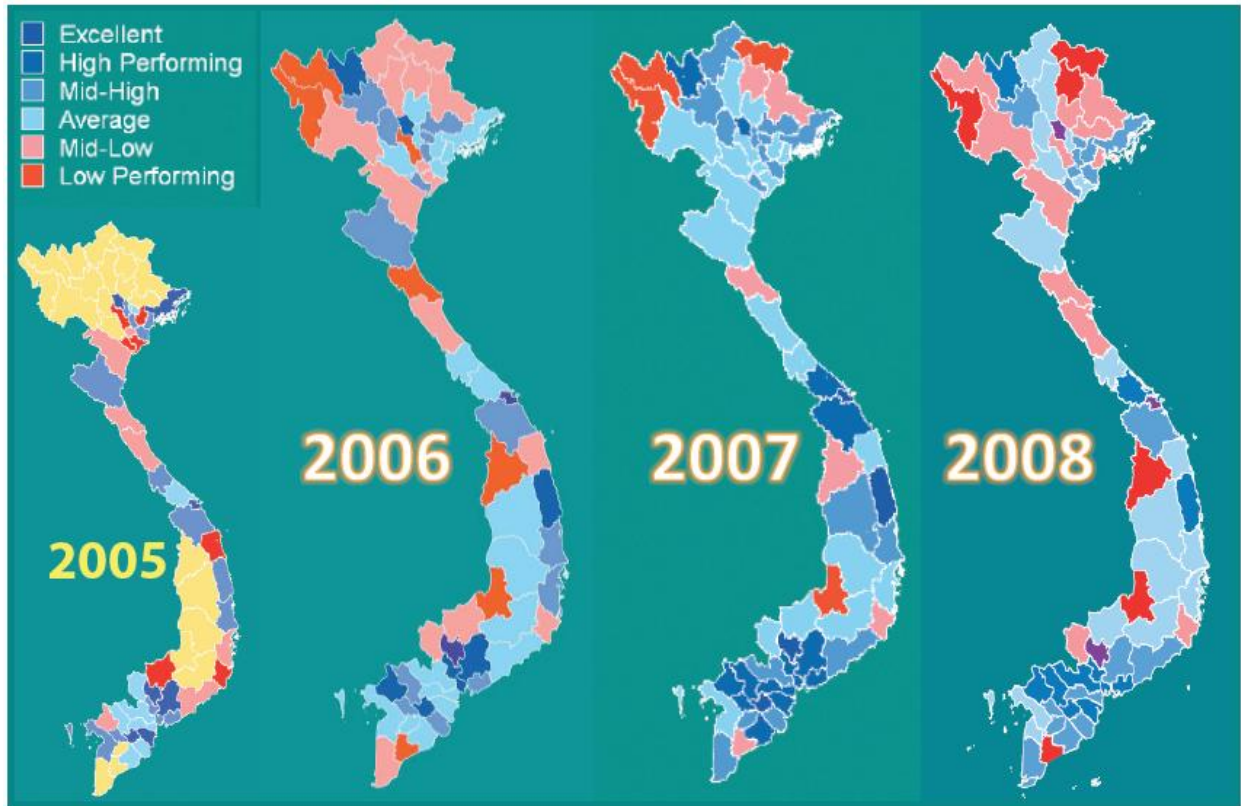 Excellent
High Performing
Mid-High
Average
Mid-Low
Low Performing
2005
2006
2007
2008